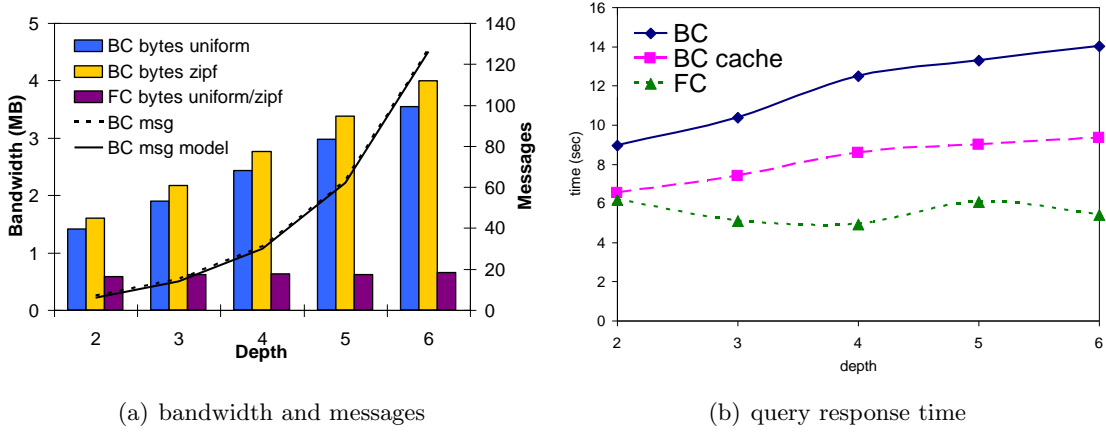 5
4
3
2
1
0
Bandwidth (MB)
BC bytes uniform
BC bytes zipf
FC bytes uniform/zipf
BC msg
BC msg model
140
120
100
80
60
40
20
0
Messages
2 3 4 5 6
Depth
(a) bandwidth and messages
16
14
12
10
8
6
4
2
0
time (sec)
BC
BC cache
FC
2 3 4 5 6
depth
(b) query response time